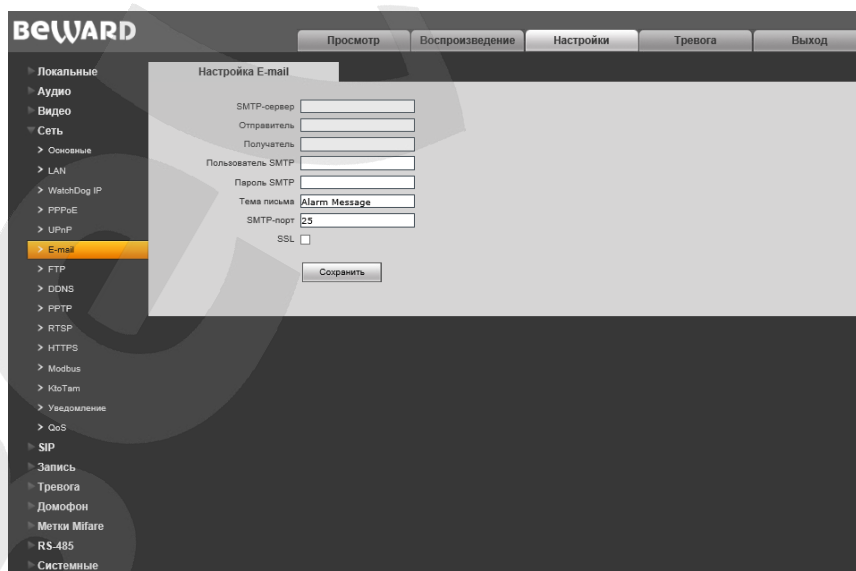 BEWARD
Просмотр
Воспроизведение
Настройки
Тревога
Выход
Локальные
Аудио
Видео
Сеть
Основные
LAN
WatchDog IP
PPPoE
UPnP
E-mail
FTP
DDNS
PPTP
RTSP
HTTPS
Modbus
KtoTam
Уведомление
QoS
SIP
Запись
Тревога
Домофон
Метки Mifare
RS-485
Системные
Настройка E-mail
SMTP-сервер
Отправитель
Получатель
Пользователь SMTP
Пароль SMTP
Тема письма Alarm Message
SMTP-порт 25
SSL
Сохранить